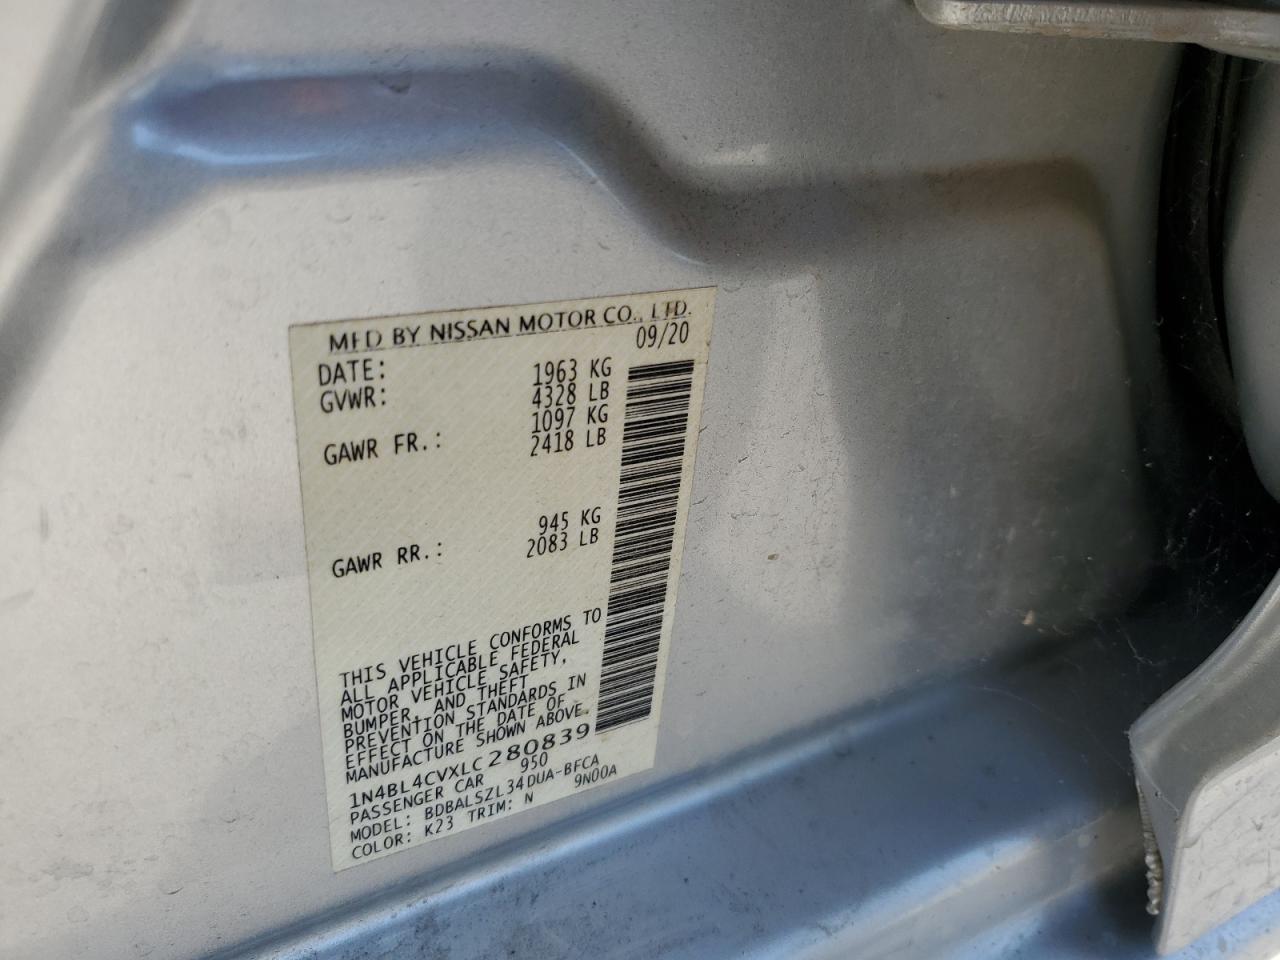 MFD BY NISSAN MOTOR CO., LTD.
DATE: 09/20
GVWR: 1963 KG
4328 LB
GAWR FR.: 1097 KG
2418 LB
GAWR RR.: 945 KG
2083 LB
THIS VEHICLE CONFORMS TO
ALL APPLICABLE FEDERAL
MOTOR VEHICLE SAFETY,
BUMPER, AND THEFT
PREVENTION STANDARDS IN
EFFECT ON THE DATE OF
MANUFACTURE SHOWN ABOVE.
1N4BL4CVXLC280839
PASSENGER CAR 950
MODEL: BDBALSZL34DUA-BFCA
COLOR: K23 TRIM: N 9N00A